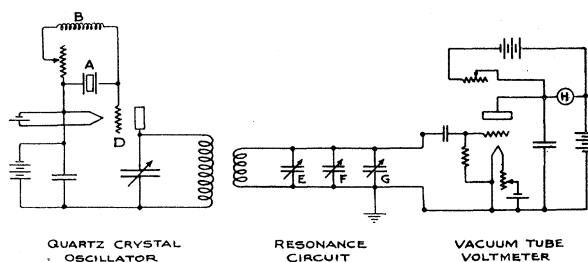 B
A
D
E F G
H
QUARTZ CRYSTAL
OSCILLATOR
RESONANCE
CIRCUIT
VACUUM TUBE
VOLTMETER